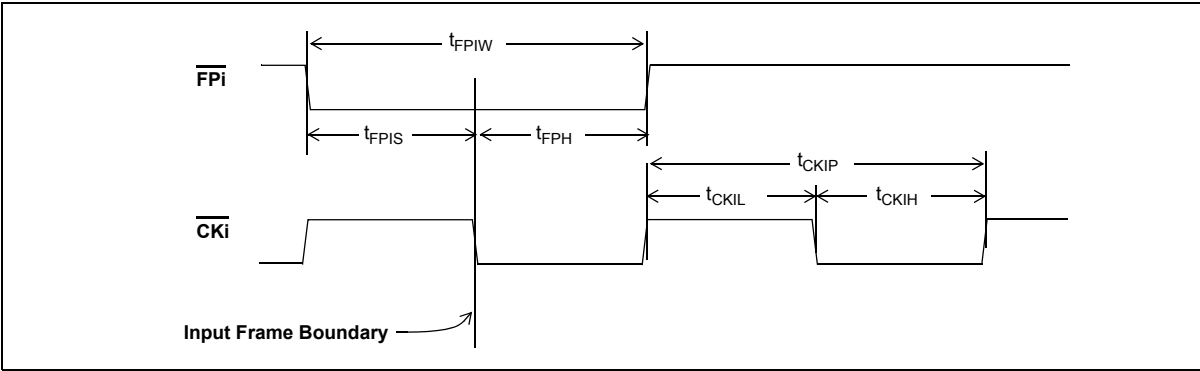 tFPIW
FPi
tFPIS
tFPH
tCKIP
tCKIL
tCKIH
CKi
Input Frame Boundary